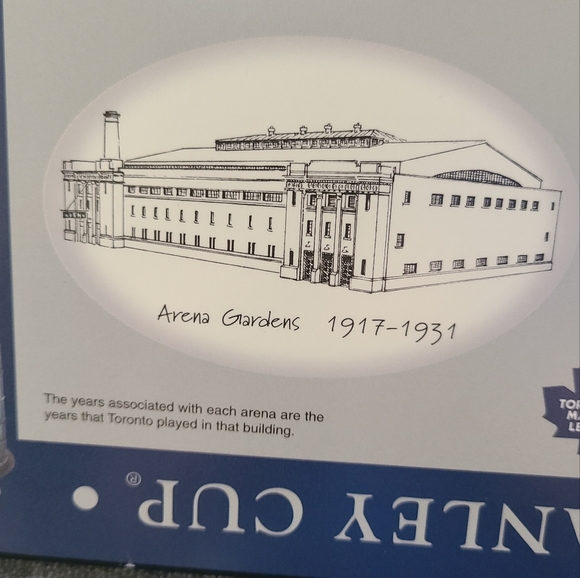 Arena Gardens 1917-1931
The years associated with each arena are the
years that Toronto played in that building.
CUP®